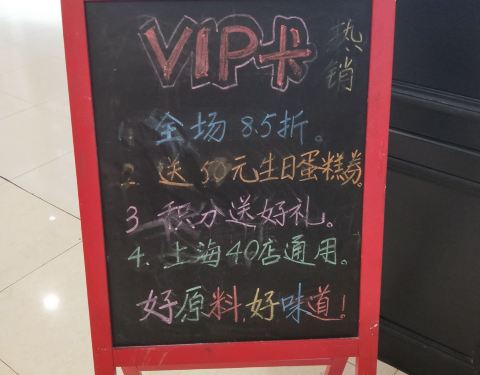 VIP卡 热销
1. 全场 8.5折。
2. 送 50元生日蛋糕券。
3 积分送好礼。
4. 上海40店通用。
好原料,好味道!